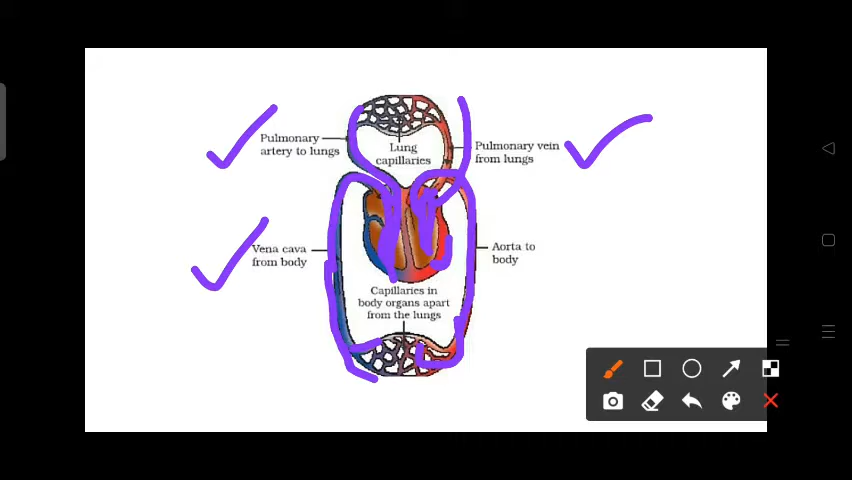 Pulmonary
artery to lungs
Lung
capillaries
Pulmonary vein
from lungs
Vena cava
from body
Aorta to
body
Capillaries in
body organs apart
from the lungs